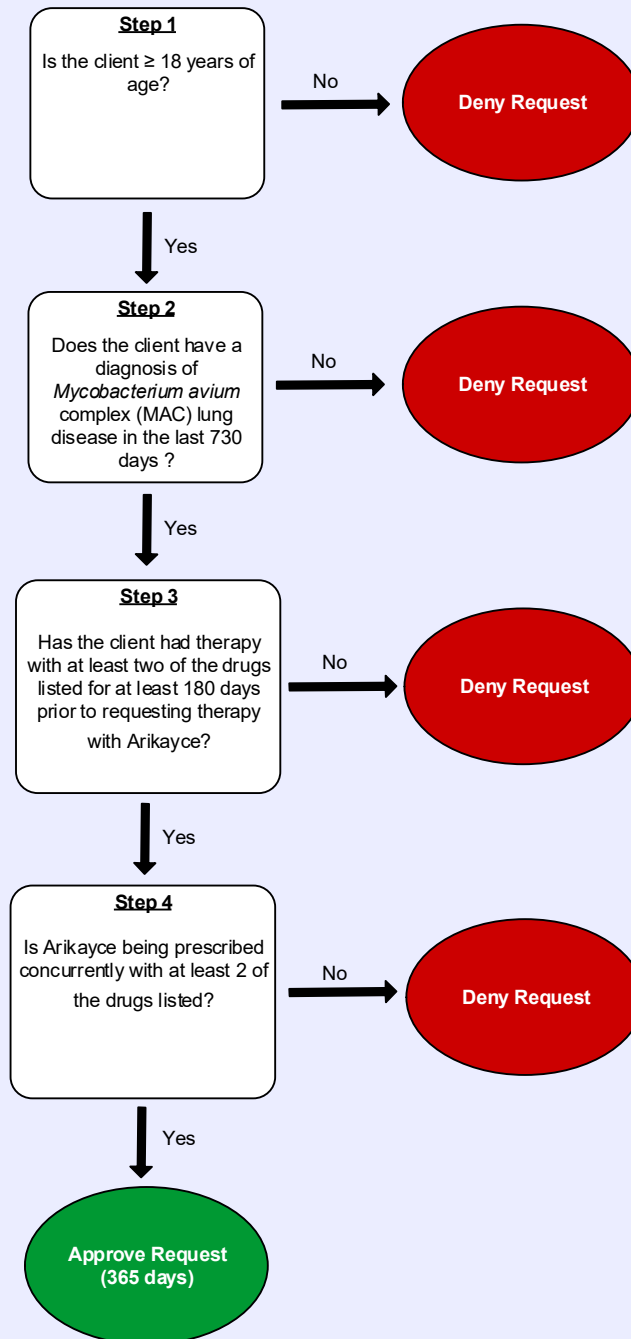 Step 1
Is the client ≥ 18 years of
age?
No
Deny Request
Yes
Step 2
Does the client have a
diagnosis of
Mycobacterium avium
complex (MAC) lung
disease in the last 730
days ?
No
Deny Request
Yes
Step 3
Has the client had therapy
with at least two of the drugs
listed for at least 180 days
prior to requesting therapy
with Arikayce?
No
Deny Request
Yes
Step 4
Is Arikayce being prescribed
concurrently with at least 2 of
the drugs listed?
No
Deny Request
Yes
Approve Request
(365 days)